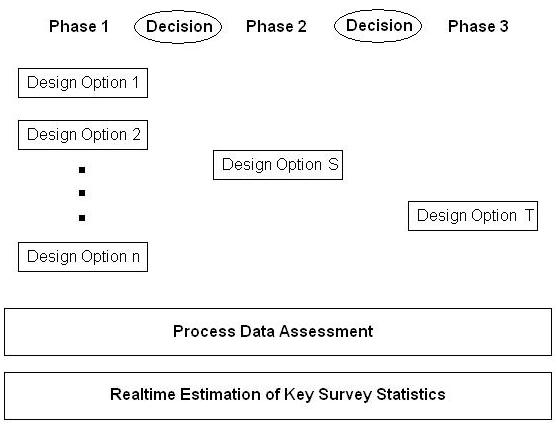 Phase 1 Decision Phase 2 Decision Phase 3
Design Option 1
Design Option 2
Design Option S
Design Option T
Design Option n
Process Data Assessment
Realtime Estimation of Key Survey Statistics